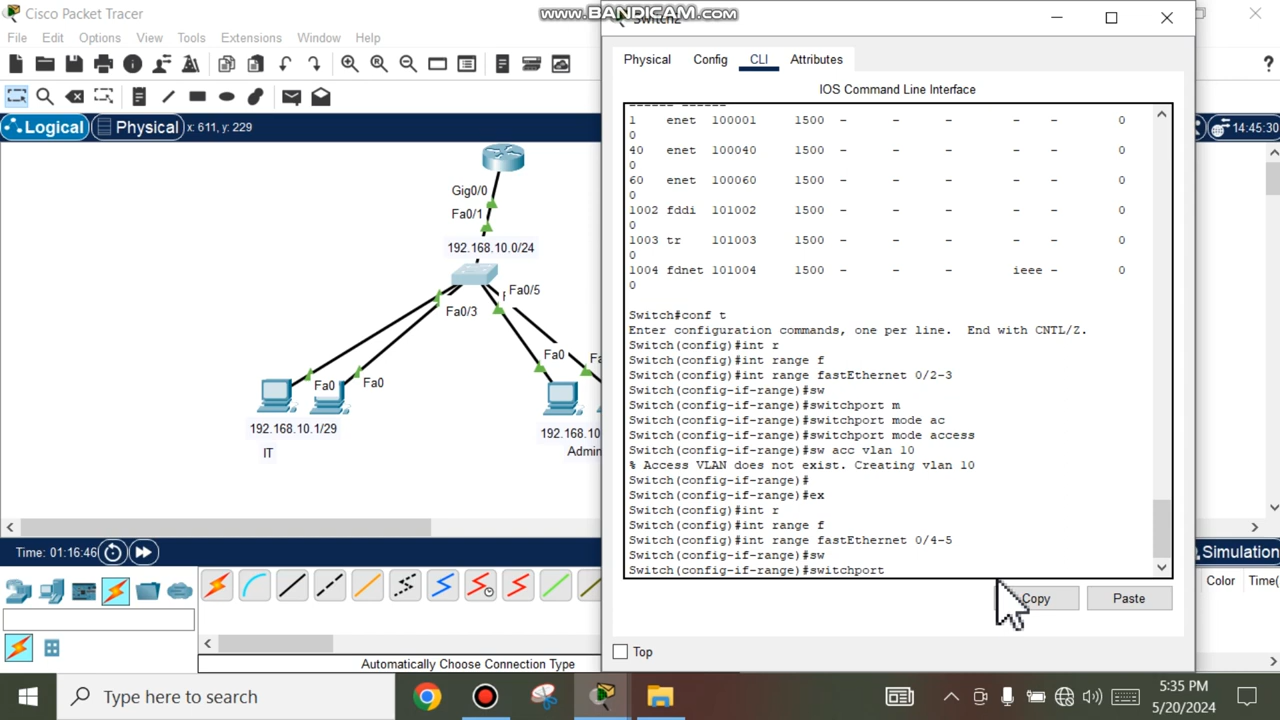 Cisco Packet Tracer
www.BANDICAM.com
File Edit Options View Tools Extensions Window Help
Logical Physical x: 611, y: 229
14:45:30
Gig0/0
Fa0/1
192.168.10.0/24
Fa0/5
f
Fa0/3
Fa0
Fa0
Fa0
Fa
192.168.10.1/29
192.168.10
IT
Admin
Time: 01:16:46
Simulation
Color Time(
Automatically Choose Connection Type
Physical Config CLI Attributes
IOS Command Line Interface
------ ------
1 enet 100001 1500 - - - - - 0
0
40 enet 100040 1500 - - - - - 0
0
60 enet 100060 1500 - - - - - 0
0
1002 fddi 101002 1500 - - - - - 0
0
1003 tr 101003 1500 - - - - - 0
0
1004 fdnet 101004 1500 - - - ieee - 0
0
Switch#conf t
Enter configuration commands, one per line. End with CNTL/Z.
Switch(config)#int r
Switch(config)#int range f
Switch(config)#int range fastEthernet 0/2-3
Switch(config-if-range)#sw
Switch(config-if-range)#switchport m
Switch(config-if-range)#switchport mode ac
Switch(config-if-range)#switchport mode access
Switch(config-if-range)#sw acc vlan 10
% Access VLAN does not exist. Creating vlan 10
Switch(config-if-range)#
Switch(config-if-range)#ex
Switch(config)#int r
Switch(config)#int range f
Switch(config)#int range fastEthernet 0/4-5
Switch(config-if-range)#sw
Switch(config-if-range)#switchport
Copy Paste
Top
Type here to search
5:35 PM
5/20/2024